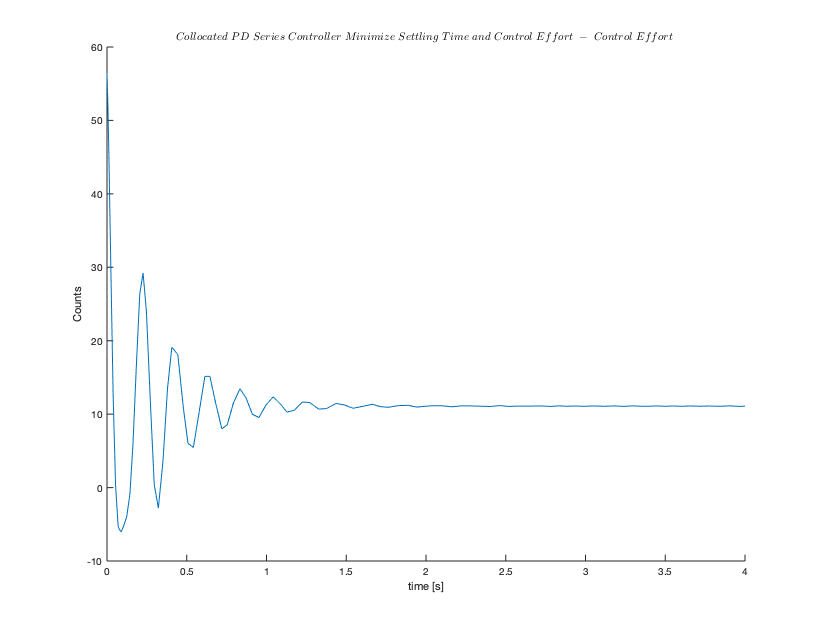 Collocated PD Series Controller Minimize Settling Time and Control Effort − Control Effort
60
50
40
30
20
10
0
-10
Counts
0 0.5 1 1.5 2 2.5 3 3.5 4
time [s]